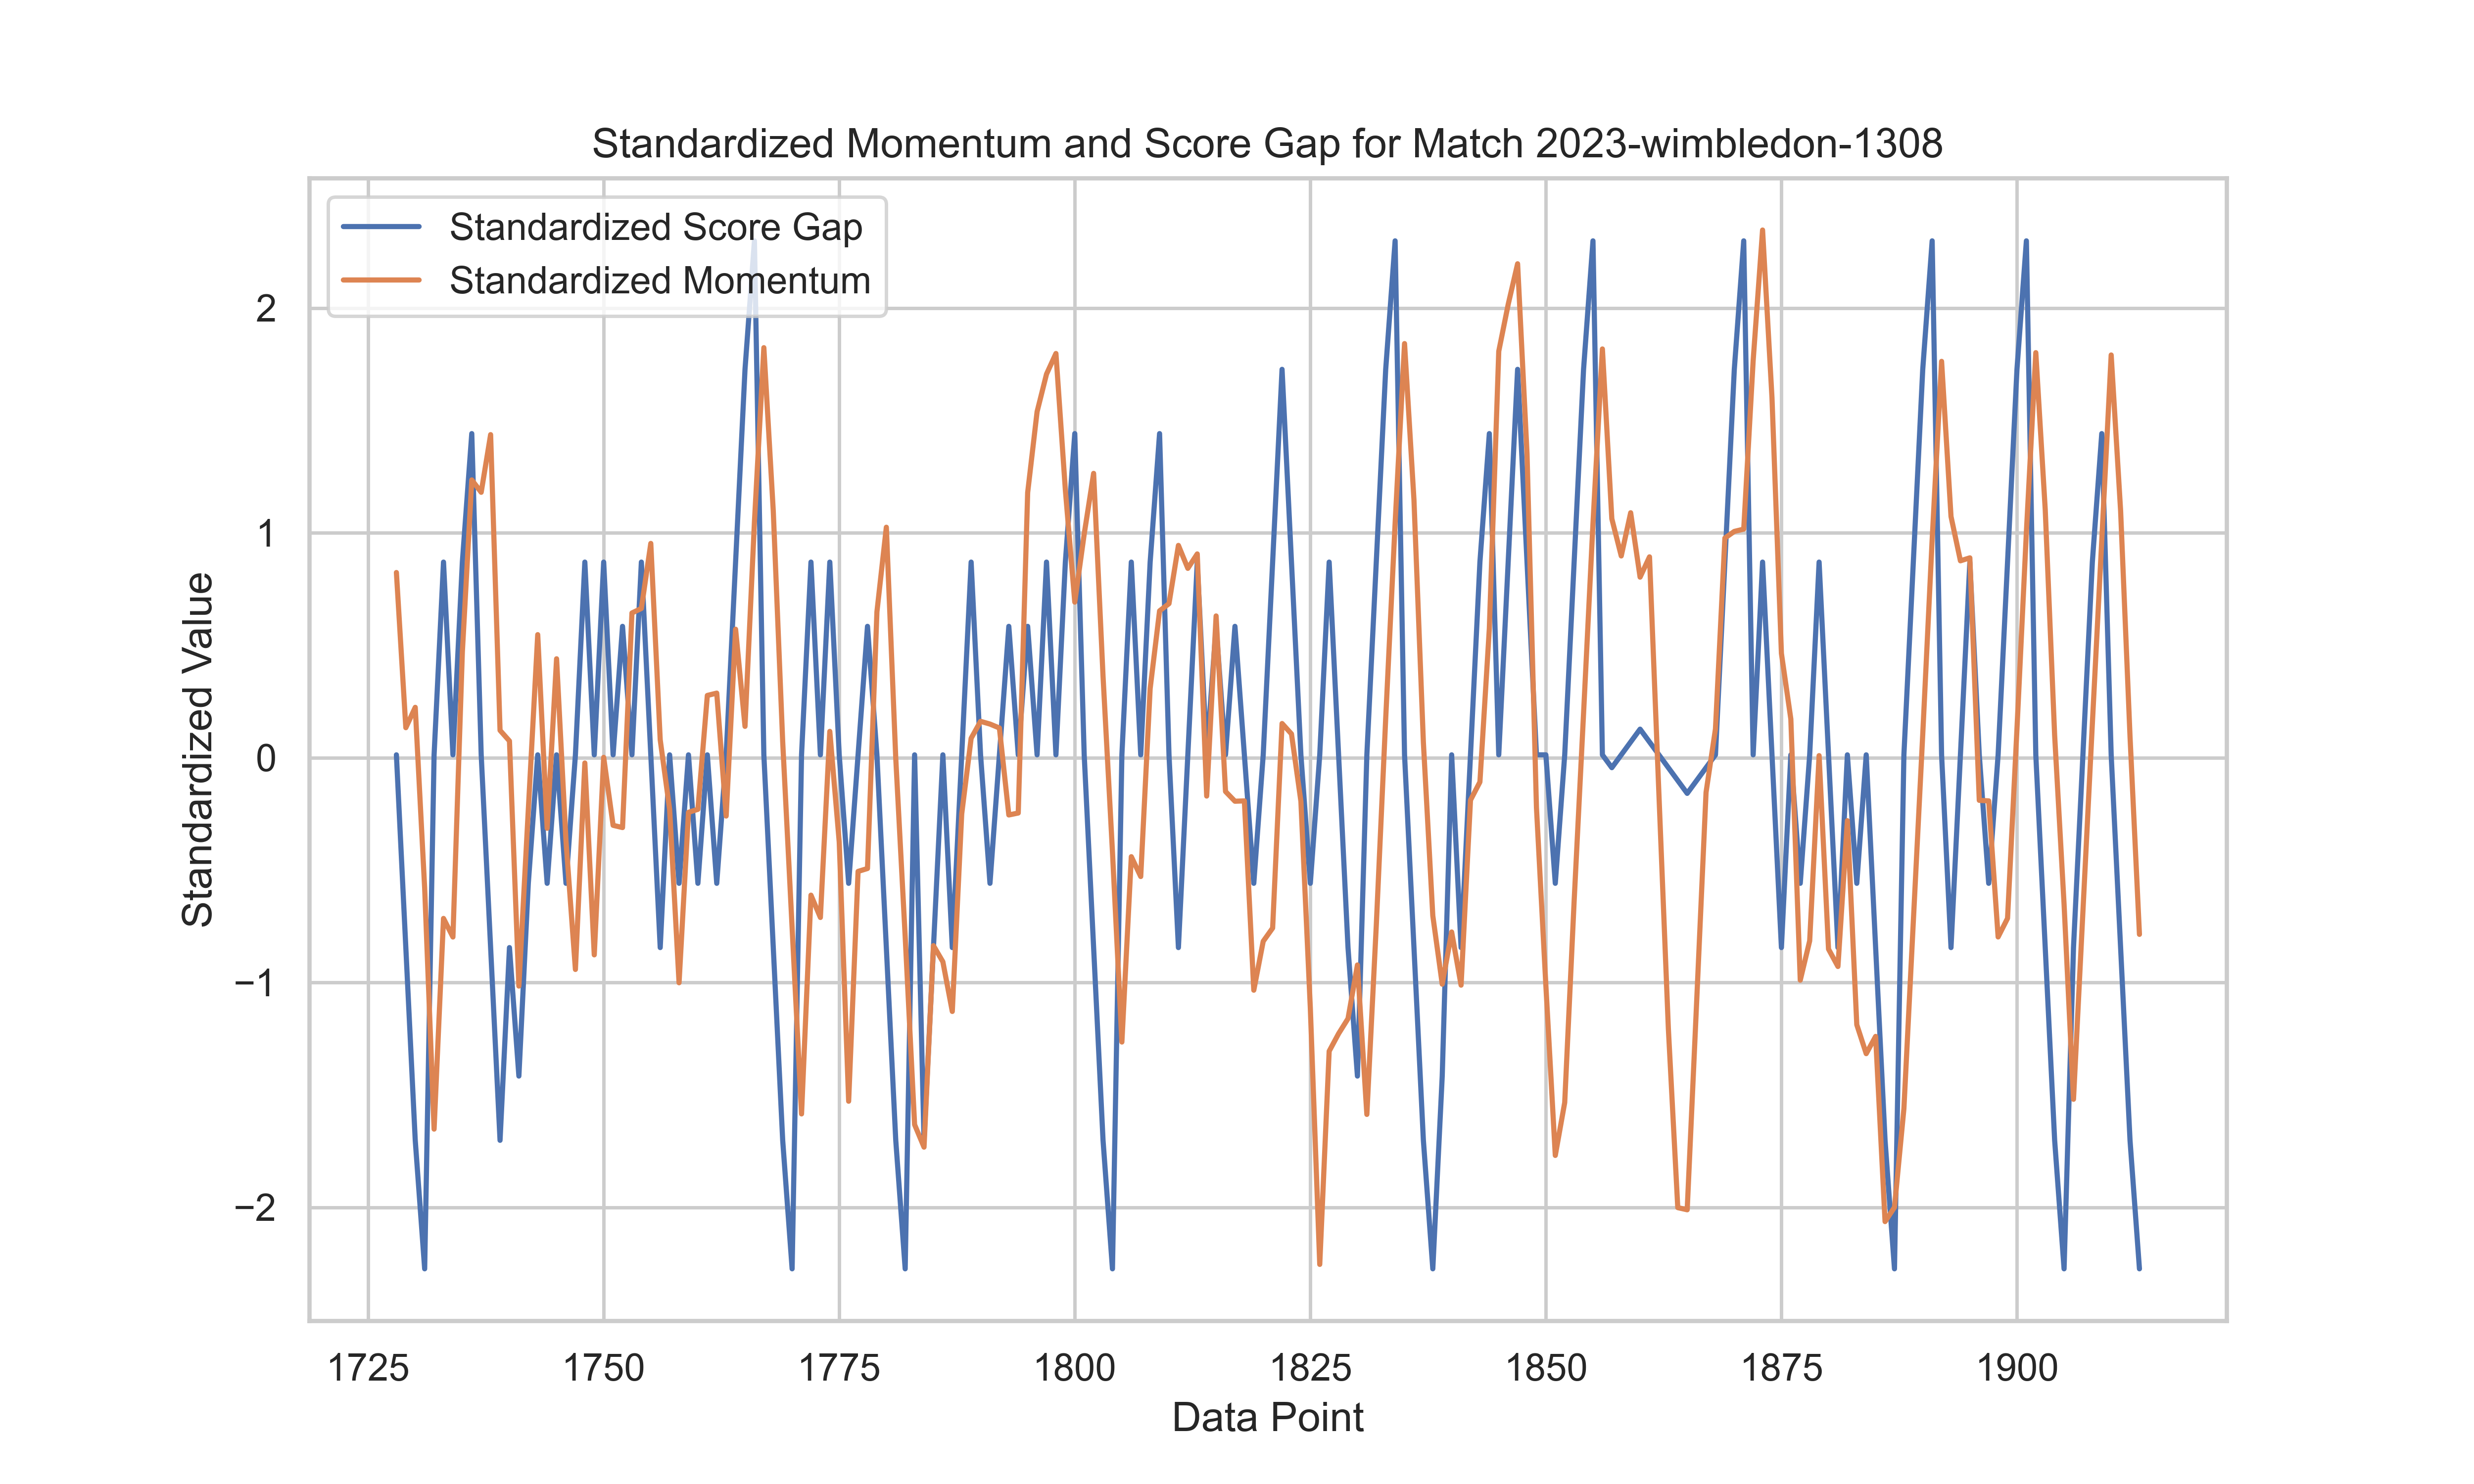 Standardized Momentum and Score Gap for Match 2023-wimbledon-1308
Standardized Score Gap
Standardized Momentum
Standardized Value
2
1
0
−1
−2
1725 1750 1775 1800 1825 1850 1875 1900
Data Point